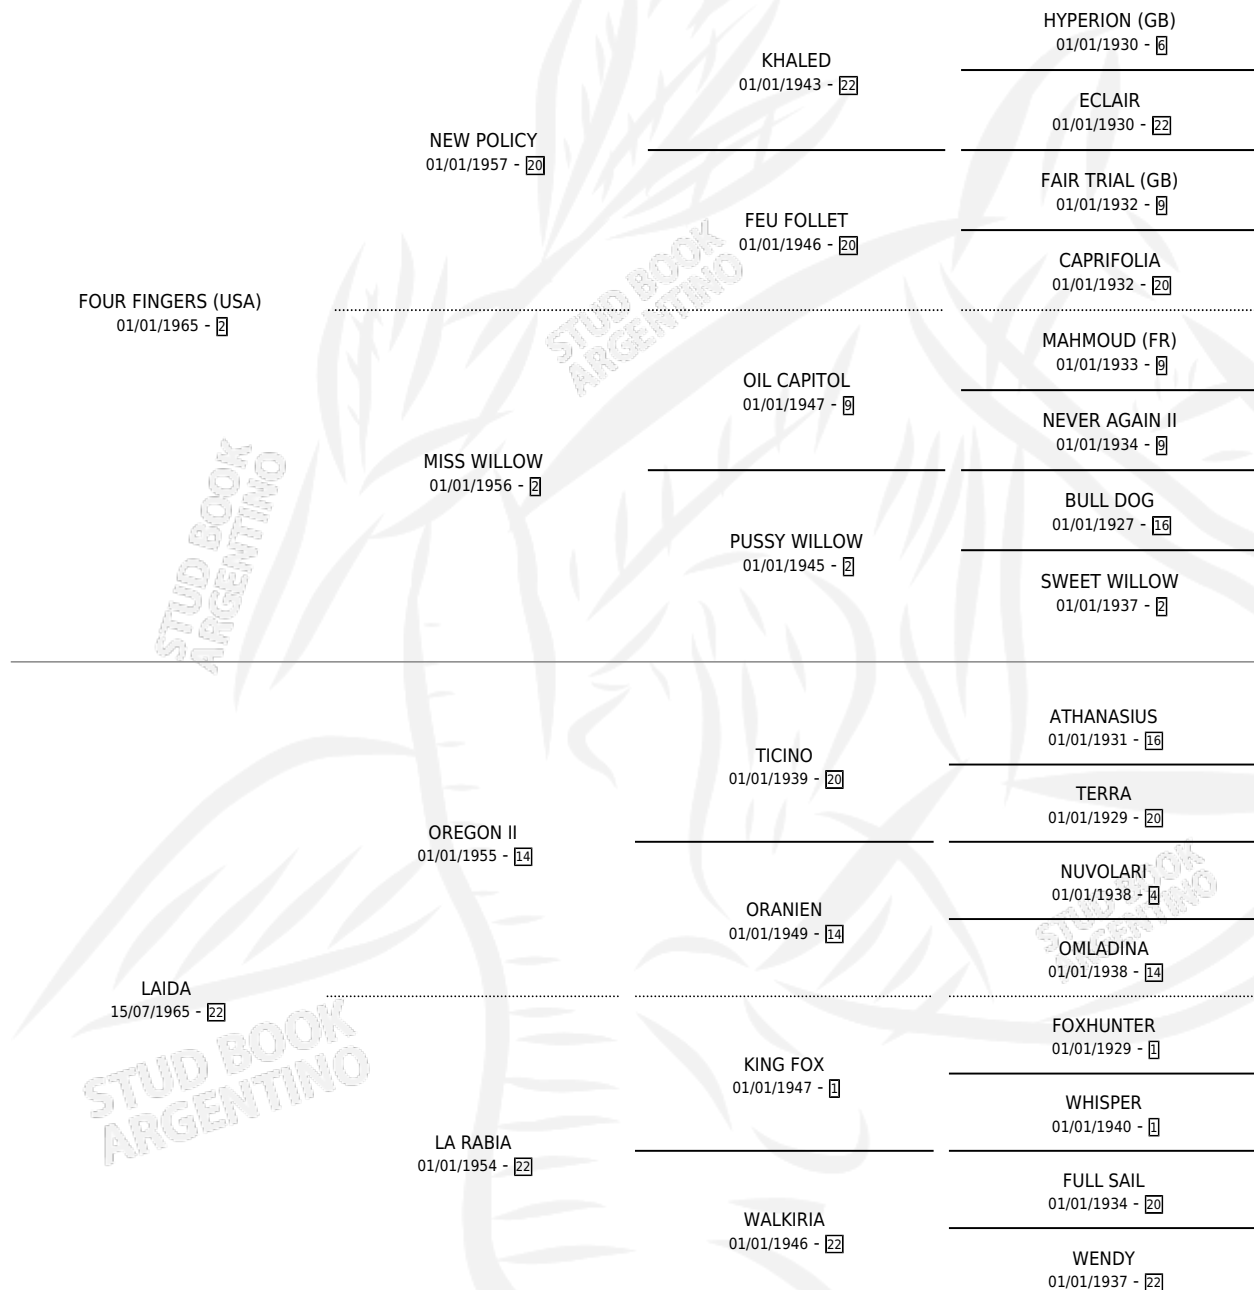 HYPERION (GB)
01/01/1930 - 6
KHALED
01/01/1943 - 22
ECLAIR
01/01/1930 - 22
NEW POLICY
01/01/1957 - 20
FAIR TRIAL (GB)
01/01/1932 - 9
FEU FOLLET
01/01/1946 - 20
CAPRIFOLIA
01/01/1932 - 20
FOUR FINGERS (USA)
01/01/1965 - 2
MAHMOUD (FR)
01/01/1933 - 9
OIL CAPITOL
01/01/1947 - 9
NEVER AGAIN II
01/01/1934 - 9
MISS WILLOW
01/01/1956 - 2
BULL DOG
01/01/1927 - 16
PUSSY WILLOW
01/01/1945 - 2
SWEET WILLOW
01/01/1937 - 2
STUD BOOK
ARGENTINO
STUD BOOK
ARGENTINO
ATHANASIUS
01/01/1931 - 16
TICINO
01/01/1939 - 20
TERRA
01/01/1929 - 20
OREGON II
01/01/1955 - 14
NUVOLARI
01/01/1938 - 4
ORANIEN
01/01/1949 - 14
OMLADINA
01/01/1938 - 14
LAIDA
15/07/1965 - 22
FOXHUNTER
01/01/1929 - 1
KING FOX
01/01/1947 - 1
WHISPER
01/01/1940 - 1
LA RABIA
01/01/1954 - 22
FULL SAIL
01/01/1934 - 20
WALKIRIA
01/01/1946 - 22
WENDY
01/01/1937 - 22
STUD BOOK
ARGENTINO
STUD BOOK
ARGENTINO